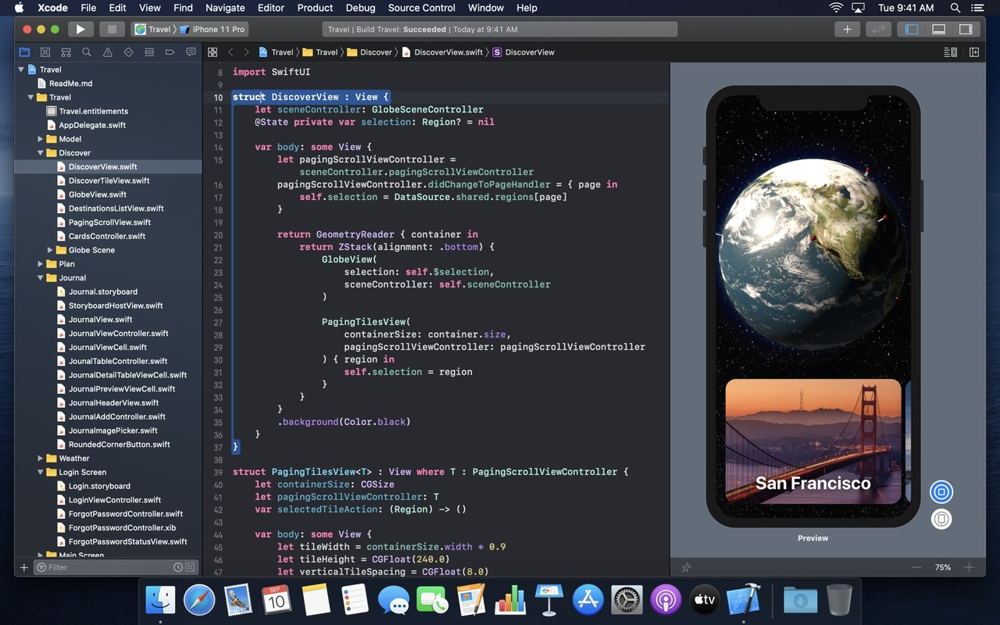 Xcode File Edit View Find Navigate Editor Product Debug Source Control Window Help Tue 9:41 AM
Travel iPhone 11 Pro Travel | Build Travel: Succeeded | Today at 9:41 AM
Travel Travel Discover DiscoverView.swift S DiscoverView
Travel
ReadMe.md
Travel
Travel.entitlements
AppDelegate.swift
Model
Discover
DiscoverView.swift
DiscoverTileView.swift
GlobeView.swift
DestinationsListView.swift
PagingScrollView.swift
CardsController.swift
Globe Scene
Plan
Journal
Journal.storyboard
StoryboardHostView.swift
JournalView.swift
JournalViewController.swift
JournalViewCell.swift
JounalTableController.swift
JournalDetailTableViewCell.swift
JournalPreviewViewCell.swift
JournalHeaderView.swift
JournalAddController.swift
JournalmagePicker.swift
RoundedCornerButton.swift
Weather
Login Screen
Login.storyboard
LoginViewController.swift
ForgotPasswordController.swift
ForgotPasswordController.xib
ForgotPasswordStatusView.swift
Main Screen
Filter
8 import SwiftUI
9
10 struct DiscoverView : View {
11 let sceneController: GlobeSceneController
12 @State private var selection: Region? = nil
13
14 var body: some View {
15 let pagingScrollViewController =
sceneController.pagingScrollViewController
16 pagingScrollViewController.didChangeToPageHandler = { page in
17 self.selection = DataSource.shared.regions[page]
18 }
19
20 return GeometryReader { container in
21 return ZStack(alignment: .bottom) {
22 GlobeView(
23 selection: self.$selection,
24 sceneController: self.sceneController
25 )
26
27 PagingTilesView(
28 containerSize: container.size,
29 pagingScrollViewController: pagingScrollViewController
30 ) { region in
31 self.selection = region
32 }
33 }
34 }
35 .background(Color.black)
36 }
37 }
38
39 struct PagingTilesView<T> : View where T : PagingScrollViewController {
40 let containerSize: CGSize
41 let pagingScrollViewController: T
42 var selectedTileAction: (Region) -> ()
43
44 var body: some View {
45 let tileWidth = containerSize.width * 0.9
46 let tileHeight = CGFloat(240.0)
47 let verticalTileSpacing = CGFloat(8.0)
San Francisco
Preview
75%
SEP
10
tv